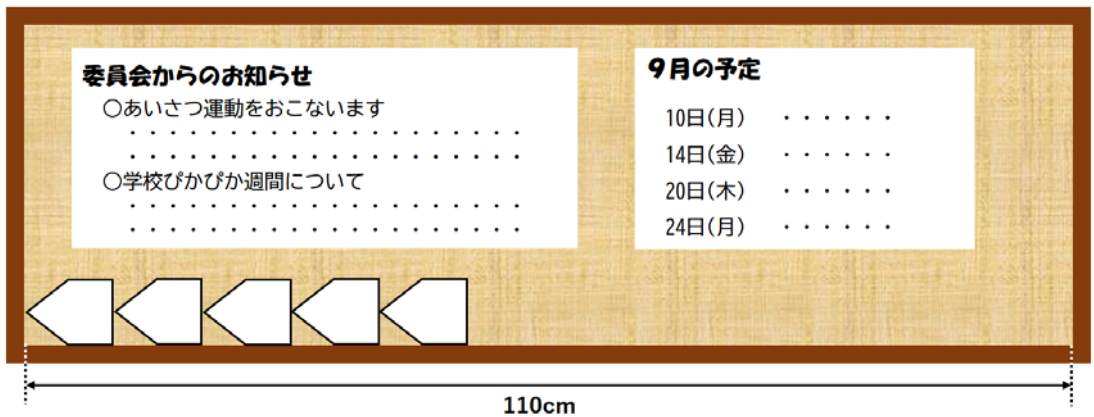 委員会からのお知らせ
〇あいさつ運動をおこないます
・・・・・・・・・・・・・・・・・・・・
・・・・・・・・・・・・・・・・・・・・
〇学校ぴかぴか週間について
・・・・・・・・・・・・・・・・・・・・
・・・・・・・・・・・・・・・・・・・・
9月の予定
10日(月) ・・・・・・
14日(金) ・・・・・・
20日(木) ・・・・・・
24日(月) ・・・・・・
110cm